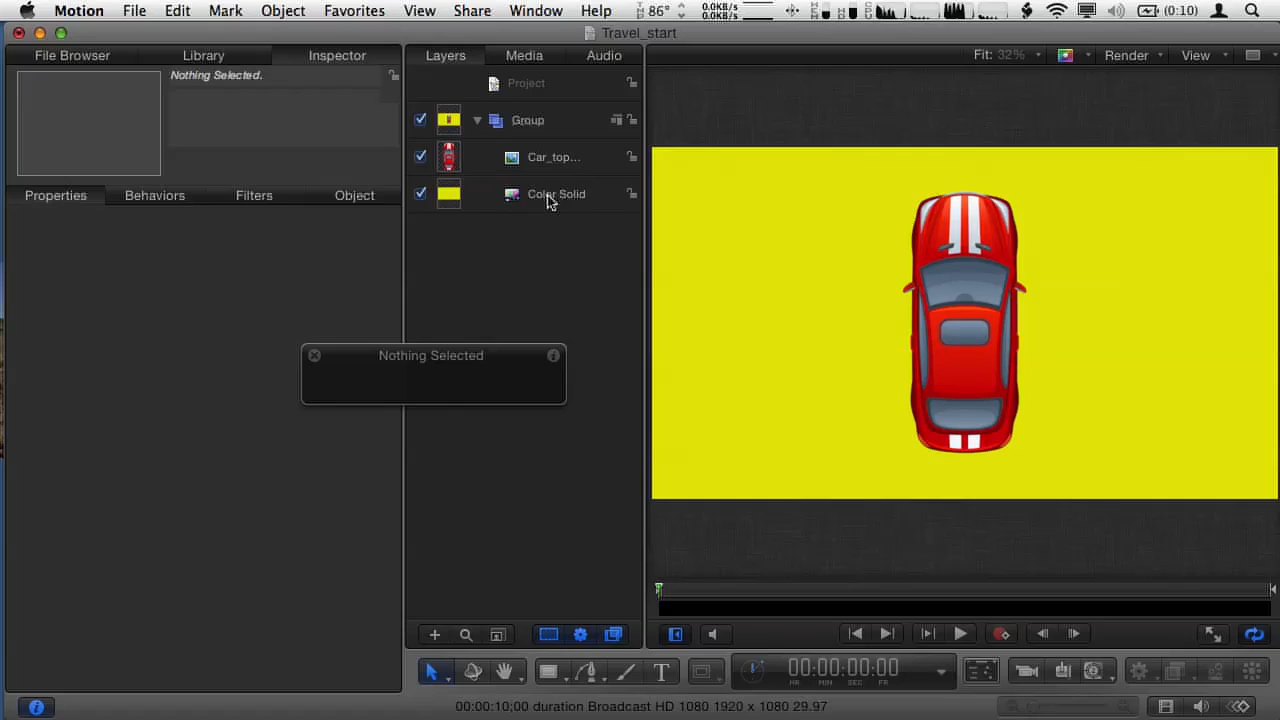 Motion File Edit Mark Object Favorites View Share Window Help 86° 0.0KB/s 0.0KB/s (0:10)
Travel_start
File Browser Library Inspector Layers Media Audio Fit: 32% Render View
Nothing Selected.
Project
Group
Car_top...
Color Solid
Properties Behaviors Filters Object
Nothing Selected
T 00:00:00:00
HR MIN SEC FR
00:00:10;00 duration Broadcast HD 1080 1920 x 1080 29.97